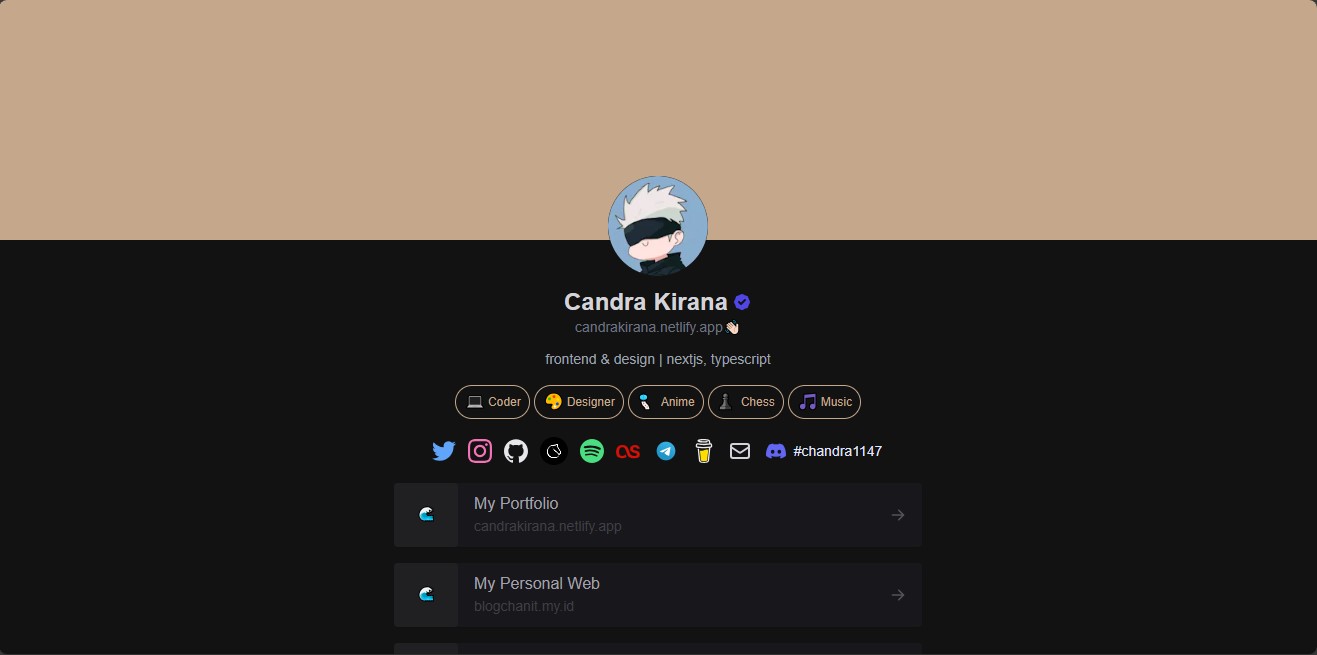 Candra Kirana
candrakirana.netlify.app👋🏻
frontend & design | nextjs, typescript
Coder Designer Anime Chess Music
#chandra1147
My Portfolio
candrakirana.netlify.app
My Personal Web
blogchanit.my.id